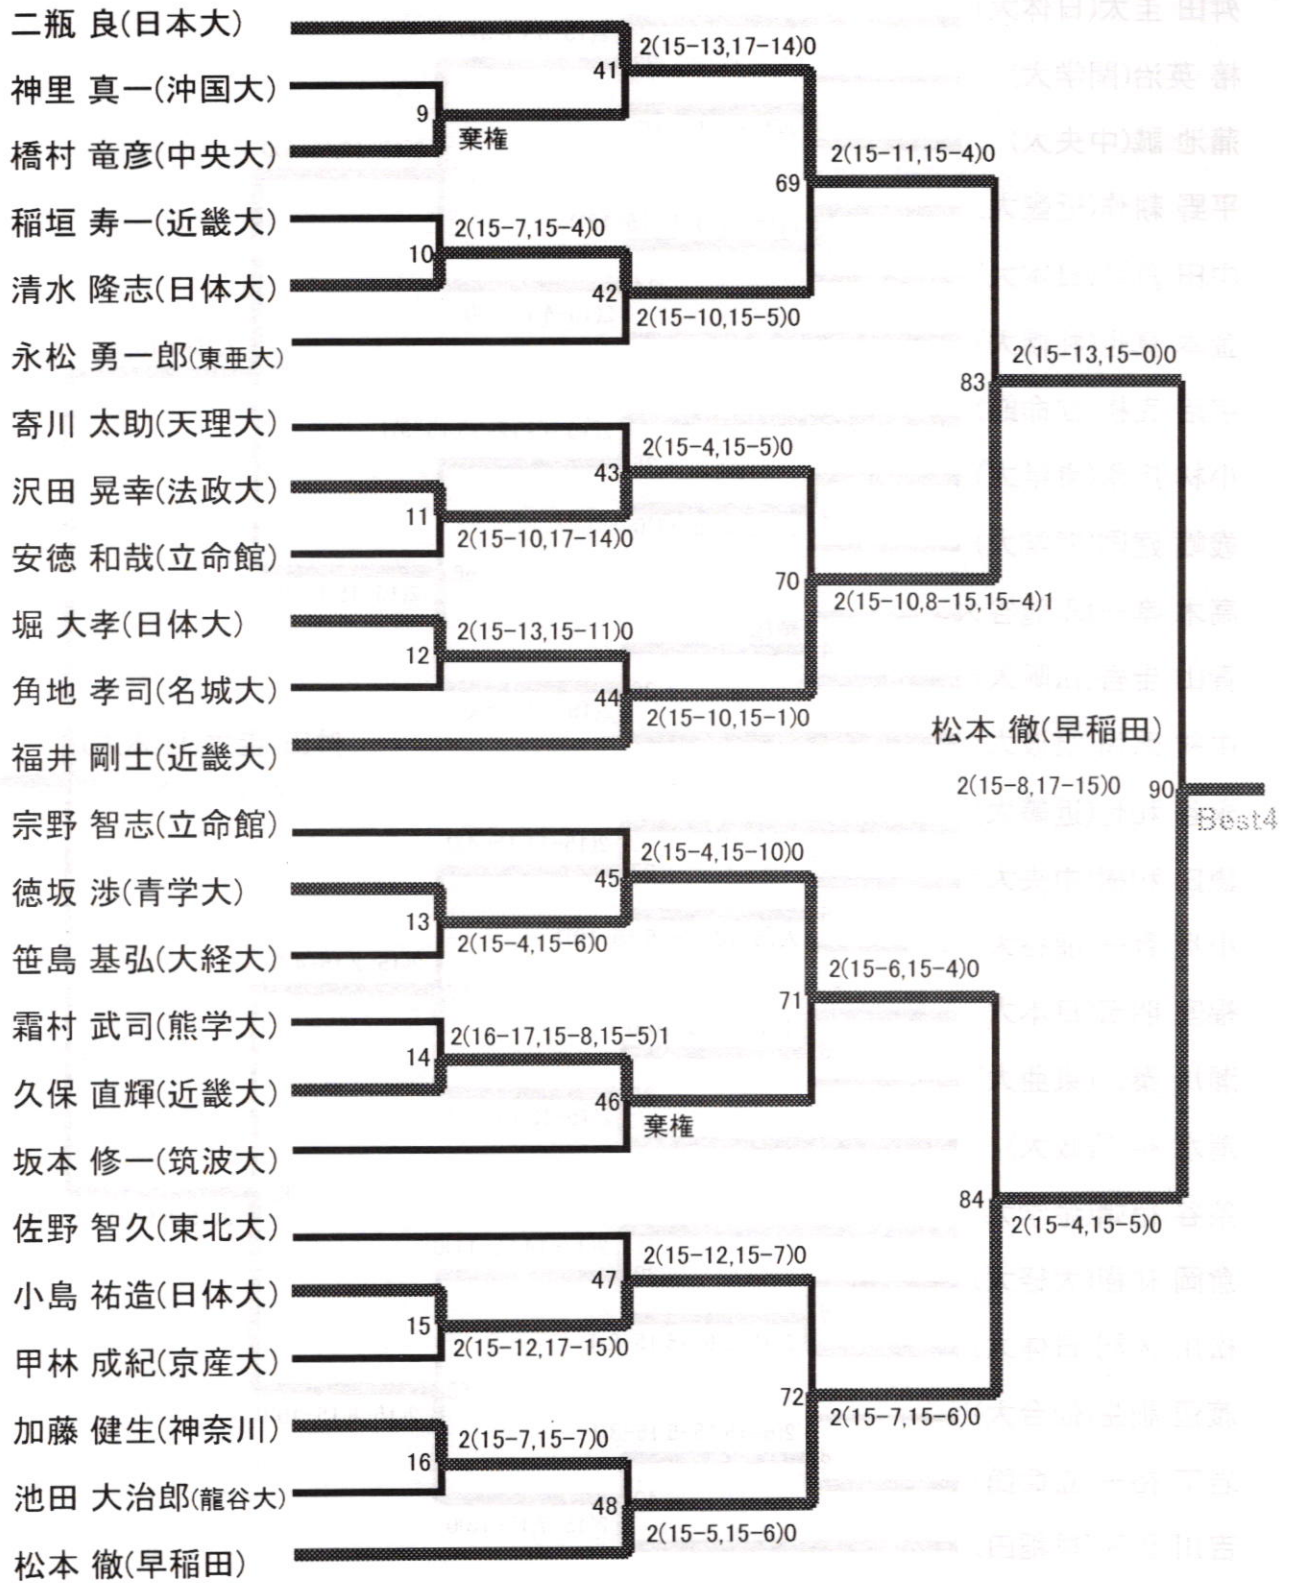 二瓶 良(日本大)
2(15-13,17-14)0
41
神里 真一(沖国大)
9
棄権
橋村 竜彦(中央大)
2(15-11,15-4)0
69
稲垣 寿一(近畿大)
2(15-7,15-4)0
10
清水 隆志(日体大)
42
2(15-10,15-5)0
永松 勇一郎(東亜大)
2(15-13,15-0)0
83
寄川 太助(天理大)
2(15-4,15-5)0
43
沢田 晃幸(法政大)
11
2(15-10,17-14)0
安徳 和哉(立命館)
70
2(15-10,8-15,15-4)1
堀 大孝(日体大)
2(15-13,15-11)0
12
角地 孝司(名城大)
44
2(15-10,15-1)0
福井 剛士(近畿大)
松本 徹(早稲田)
2(15-8,17-15)0
90
Best4
宗野 智志(立命館)
2(15-4,15-10)0
45
徳坂 渉(青学大)
13
2(15-4,15-6)0
笹島 基弘(大経大)
2(15-6,15-4)0
71
霜村 武司(熊学大)
2(16-17,15-8,15-5)1
14
久保 直輝(近畿大)
46
棄権
坂本 修一(筑波大)
84
2(15-4,15-5)0
佐野 智久(東北大)
2(15-12,15-7)0
47
小島 祐造(日体大)
15
2(15-12,17-15)0
甲林 成紀(京産大)
72
2(15-7,15-6)0
加藤 健生(神奈川)
2(15-7,15-7)0
16
池田 大治郎(龍谷大)
48
2(15-5,15-6)0
松本 徹(早稲田)